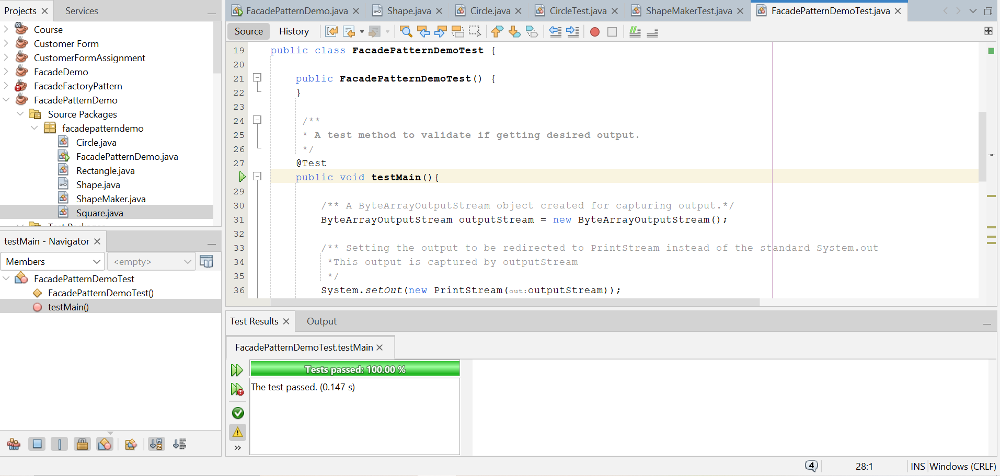 Projects
Services
Course
Customer Form
CustomerFormAssignment
FacadeDemo
FacadeFactoryPattern
FacadePatternDemo
Source Packages
facadepatterndemo
Circle.java
FacadePatternDemo.java
Rectangle.java
Shape.java
ShapeMaker.java
Square.java
Test Packages
testMain - Navigator
Members
<empty>
FacadePatternDemoTest
FacadePatternDemoTest()
testMain()
FacadePatternDemo.java
Shape.java
Circle.java
CircleTest.java
ShapeMakerTest.java
FacadePatternDemoTest.java
Source
History
19 public class FacadePatternDemoTest {
20
21 public FacadePatternDemoTest() {
22 }
23
24 /**
25 * A test method to validate if getting desired output.
26 */
27 @Test
public void testMain(){
29
30 /** A ByteArrayOutputStream object created for capturing output.*/
31 ByteArrayOutputStream outputStream = new ByteArrayOutputStream();
32
33 /** Setting the output to be redirected to PrintStream instead of the standard System.out
34 *This output is captured by outputStream
35 */
36 System.setOut(new PrintStream(out:outputStream));
Test Results
Output
FacadePatternDemoTest.testMain
Tests passed: 100.00 %
The test passed. (0.147 s)
4
28:1
INS
Windows (CRLF)